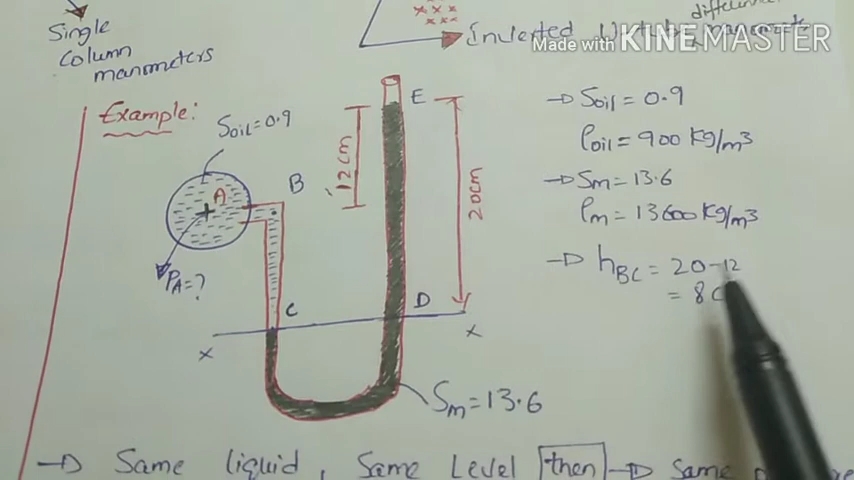 Single
Column
manometers
Inverted U-tube
Made with KINEMASTER
Example:
Soil = 0.9
A
B
12cm
E
20cm
PA = ?
C
D
X
X
Sm = 13.6
→ Soil = 0.9
ρoil = 900 kg/m3
→ Sm = 13.6
ρm = 13600 kg/m3
→ hBC = 20-12
= 8
→ Same liquid, Same Level then → Same